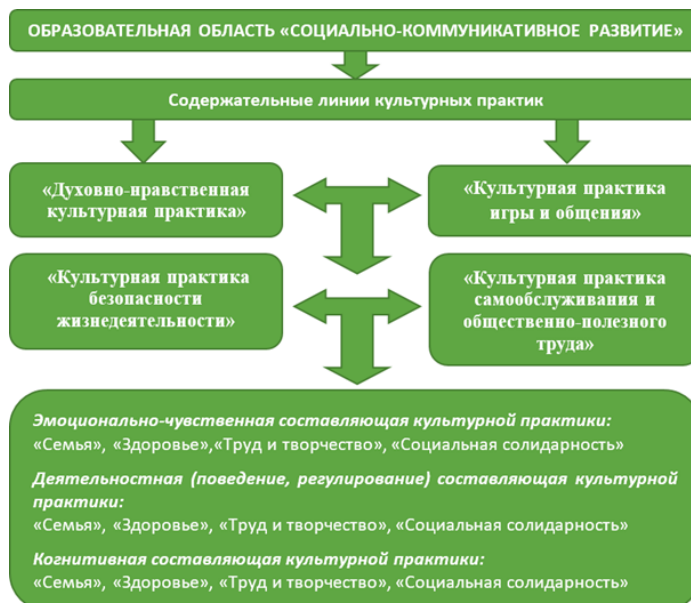 ОБРАЗОВАТЕЛЬНАЯ ОБЛАСТЬ «СОЦИАЛЬНО-КОММУНИКАТИВНОЕ РАЗВИТИЕ»
Содержательные линии культурных практик
«Духовно-нравственная
культурная практика»
«Культурная практика
игры и общения»
«Культурная практика
безопасности
жизнедеятельности»
«Культурная практика
самообслуживания и
общественно-полезного
труда»
Эмоционально-чувственная составляющая культурной практики:
«Семья», «Здоровье»,«Труд и творчество», «Социальная солидарность»
Деятельностная (поведение, регулирование) составляющая культурной
практики:
«Семья», «Здоровье», «Труд и творчество», «Социальная солидарность»
Когнитивная составляющая культурной практики:
«Семья», «Здоровье», «Труд и творчество», «Социальная солидарность»